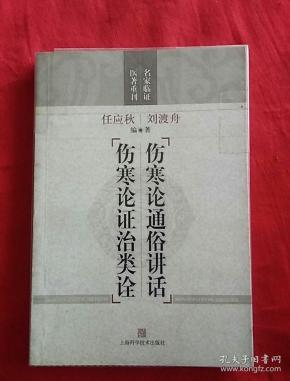 名家临证
医著重刊
任应秋 刘渡舟
编著
伤寒论通俗讲话
伤寒论证治类诠
上海科学技术出版社
孔夫子旧书网